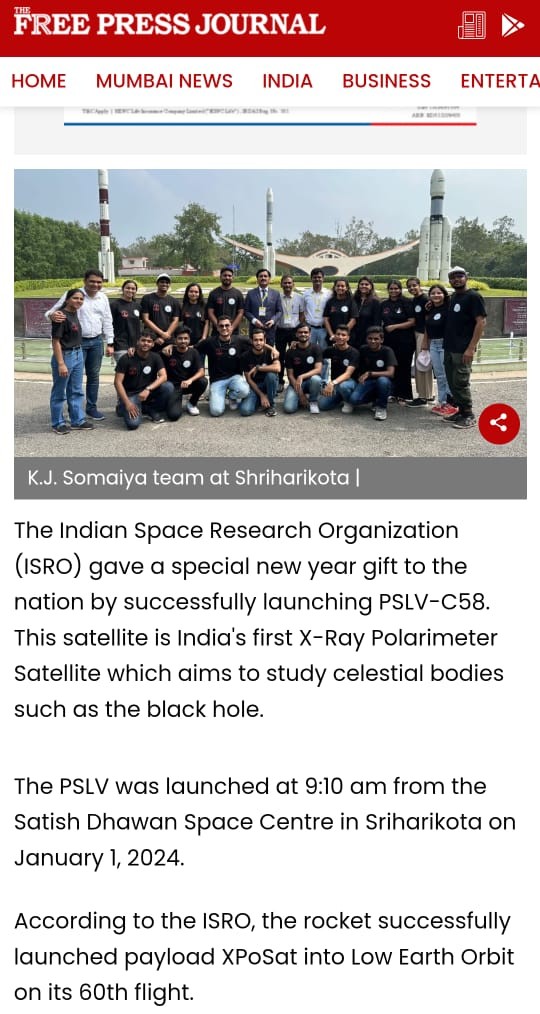 THE
FREE PRESS JOURNAL
HOME MUMBAI NEWS INDIA BUSINESS ENTERTA
K.J. Somaiya team at Shriharikota |
The Indian Space Research Organization
(ISRO) gave a special new year gift to the
nation by successfully launching PSLV-C58.
This satellite is India's first X-Ray Polarimeter
Satellite which aims to study celestial bodies
such as the black hole.
The PSLV was launched at 9:10 am from the
Satish Dhawan Space Centre in Sriharikota on
January 1, 2024.
According to the ISRO, the rocket successfully
launched payload XPoSat into Low Earth Orbit
on its 60th flight.